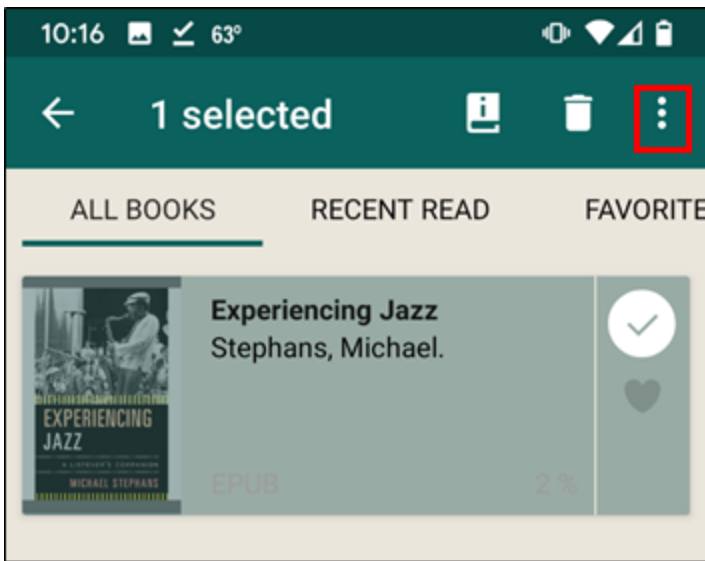 10:16 63°
1 selected
ALL BOOKS RECENT READ FAVORITE
Experiencing Jazz
Stephans, Michael.
EXPERIENCING
JAZZ
A LISTENER'S COMPANION
MICHAEL STEPHANS
EPUB 2 %